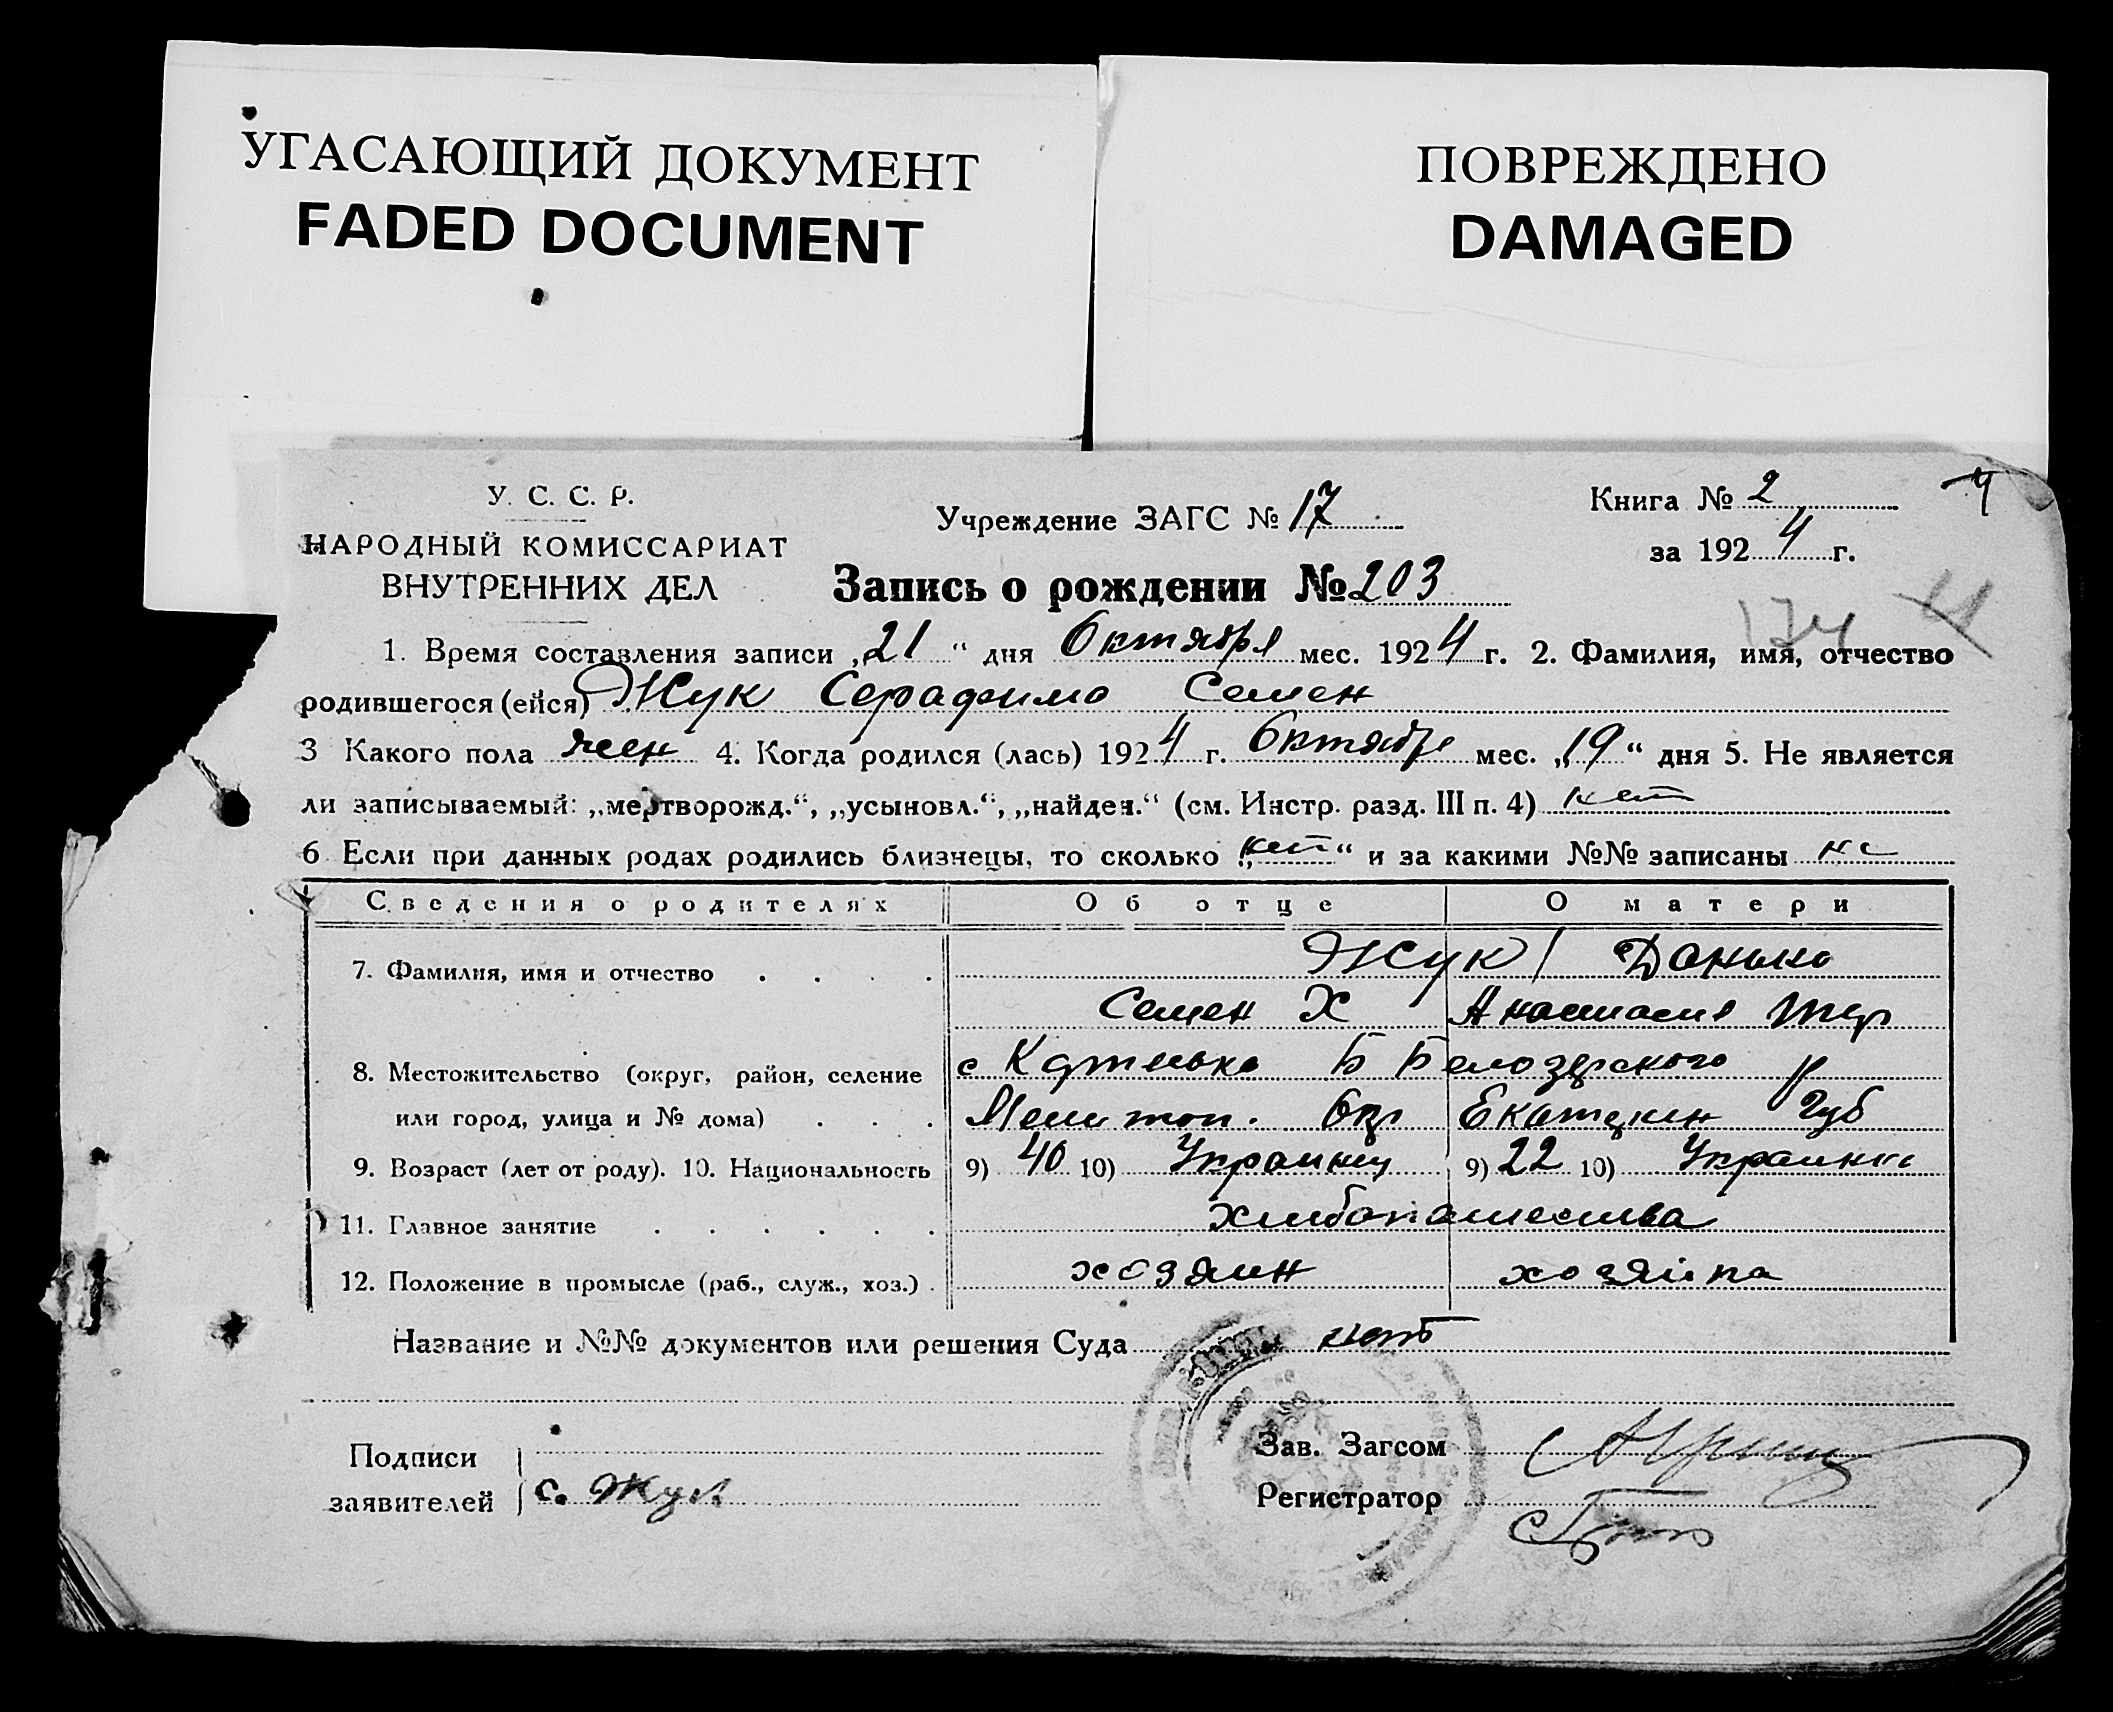 УГАСАЮЩИЙ ДОКУМЕНТ
FADED DOCUMENT
ПОВРЕЖДЕНО
DAMAGED
У. С. С. Р.
НАРОДНЫЙ КОМИССАРИАТ
ВНУТРЕННИХ ДЕЛ
Учреждение ЗАГС № 17
Книга № 2
4
за 1924 г.
Запись о рождении № 203
174
1. Время составления записи „21“ дня Октября мес. 1924 г. 2. Фамилия, имя, отчество
родившегося (ейся) Жук Серафима Семен
3 Какого пола жен 4. Когда родился (лась) 1924 г. Октября мес. „19“ дня 5. Не является
ли записываемый: „мертворожд.“, „усыновл.“, „найден.“ (см. Инстр. разд. III п. 4) нет
6 Если при данных родах родились близнецы, то сколько „нет“ и за какими №№ записаны
Сведения о родителях Об отце О матери
7. Фамилия, имя и отчество Жук / Данько
Семен Х Анастасия
8. Местожительство (округ, район, селение с Б Белозерского р
или город, улица и № дома) Мелитоп. Окр Екатерин Губ
9. Возраст (лет от роду). 10. Национальность 9) 40 10) Украинец 9) 22 10) Украинка
11. Главное занятие
12. Положение в промысле (раб., служ., хоз.) хозяин хозяйка
Название и №№ документов или решения Суда нет
Подписи
заявителей
С. Жук
Зав. Загсом
Регистратор